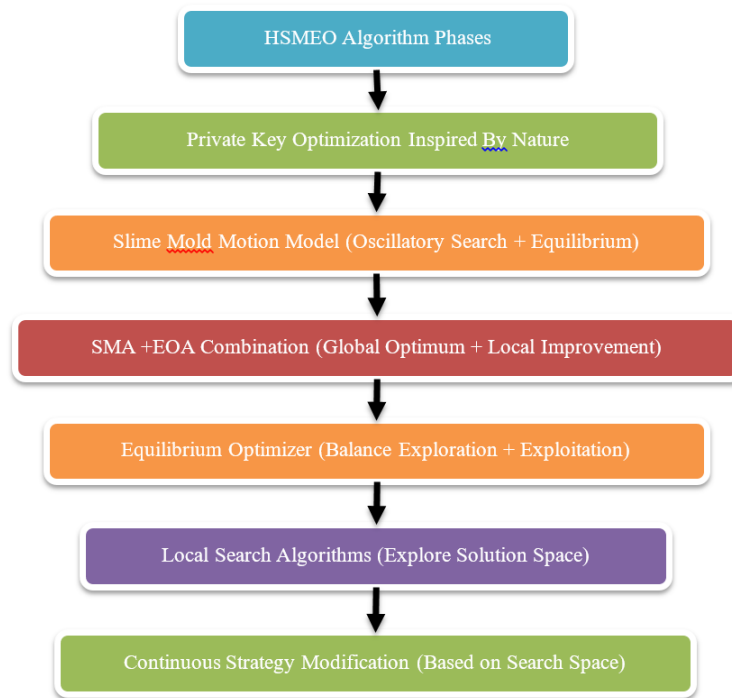 HSMEO Algorithm Phases
Private Key Optimization Inspired By Nature
Slime Mold Motion Model (Oscillatory Search + Equilibrium)
SMA +EOA Combination (Global Optimum + Local Improvement)
Equilibrium Optimizer (Balance Exploration + Exploitation)
Local Search Algorithms (Explore Solution Space)
Continuous Strategy Modification (Based on Search Space)